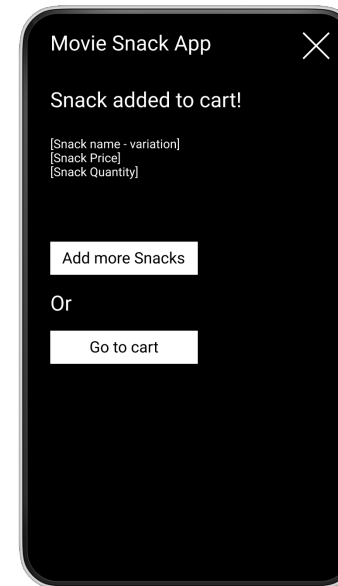 Movie Snack App
Snack added to cart!
[Snack name - variation]
[Snack Price]
[Snack Quantity]
Add more Snacks
Or
Go to cart